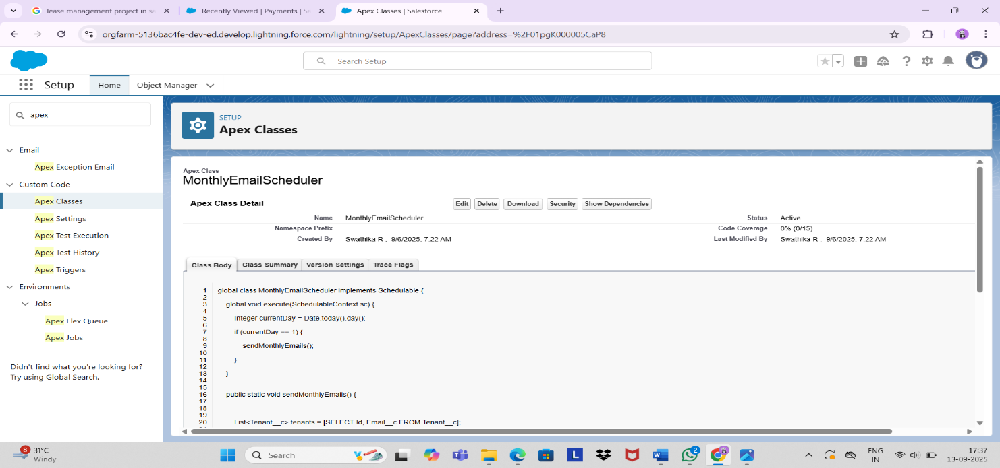 lease management project in sa
Recently Viewed | Payments | Sa
Apex Classes | Salesforce
orgfarm-5136bac4fe-dev-ed.develop.lightning.force.com/lightning/setup/ApexClasses/page?address=%2F01pgK000005CaP8
Search Setup
Setup
Home
Object Manager
apex
Email
Apex Exception Email
Custom Code
Apex Classes
Apex Settings
Apex Test Execution
Apex Test History
Apex Triggers
Environments
Jobs
Apex Flex Queue
Apex Jobs
Didn't find what you're looking for?
Try using Global Search.
SETUP
Apex Classes
Apex Class
MonthlyEmailScheduler
Apex Class Detail
Edit Delete Download Security Show Dependencies
Name MonthlyEmailScheduler Status Active
Namespace Prefix Code Coverage 0% (0/15)
Created By Swathika R , 9/6/2025, 7:22 AM Last Modified By Swathika R , 9/6/2025, 7:22 AM
Class Body Class Summary Version Settings Trace Flags
1 global class MonthlyEmailScheduler implements Schedulable {
2
3 global void execute(SchedulableContext sc) {
4
5 Integer currentDay = Date.today().day();
6
7 if (currentDay == 1) {
8
9 sendMonthlyEmails();
10
11 }
12
13 }
14
15
16 public static void sendMonthlyEmails() {
17
18
19
20 List<Tenant__c> tenants = [SELECT Id, Email__c FROM Tenant__c];
8
31°C
Windy
Search
2
ENG
IN
17:37
13-09-2025